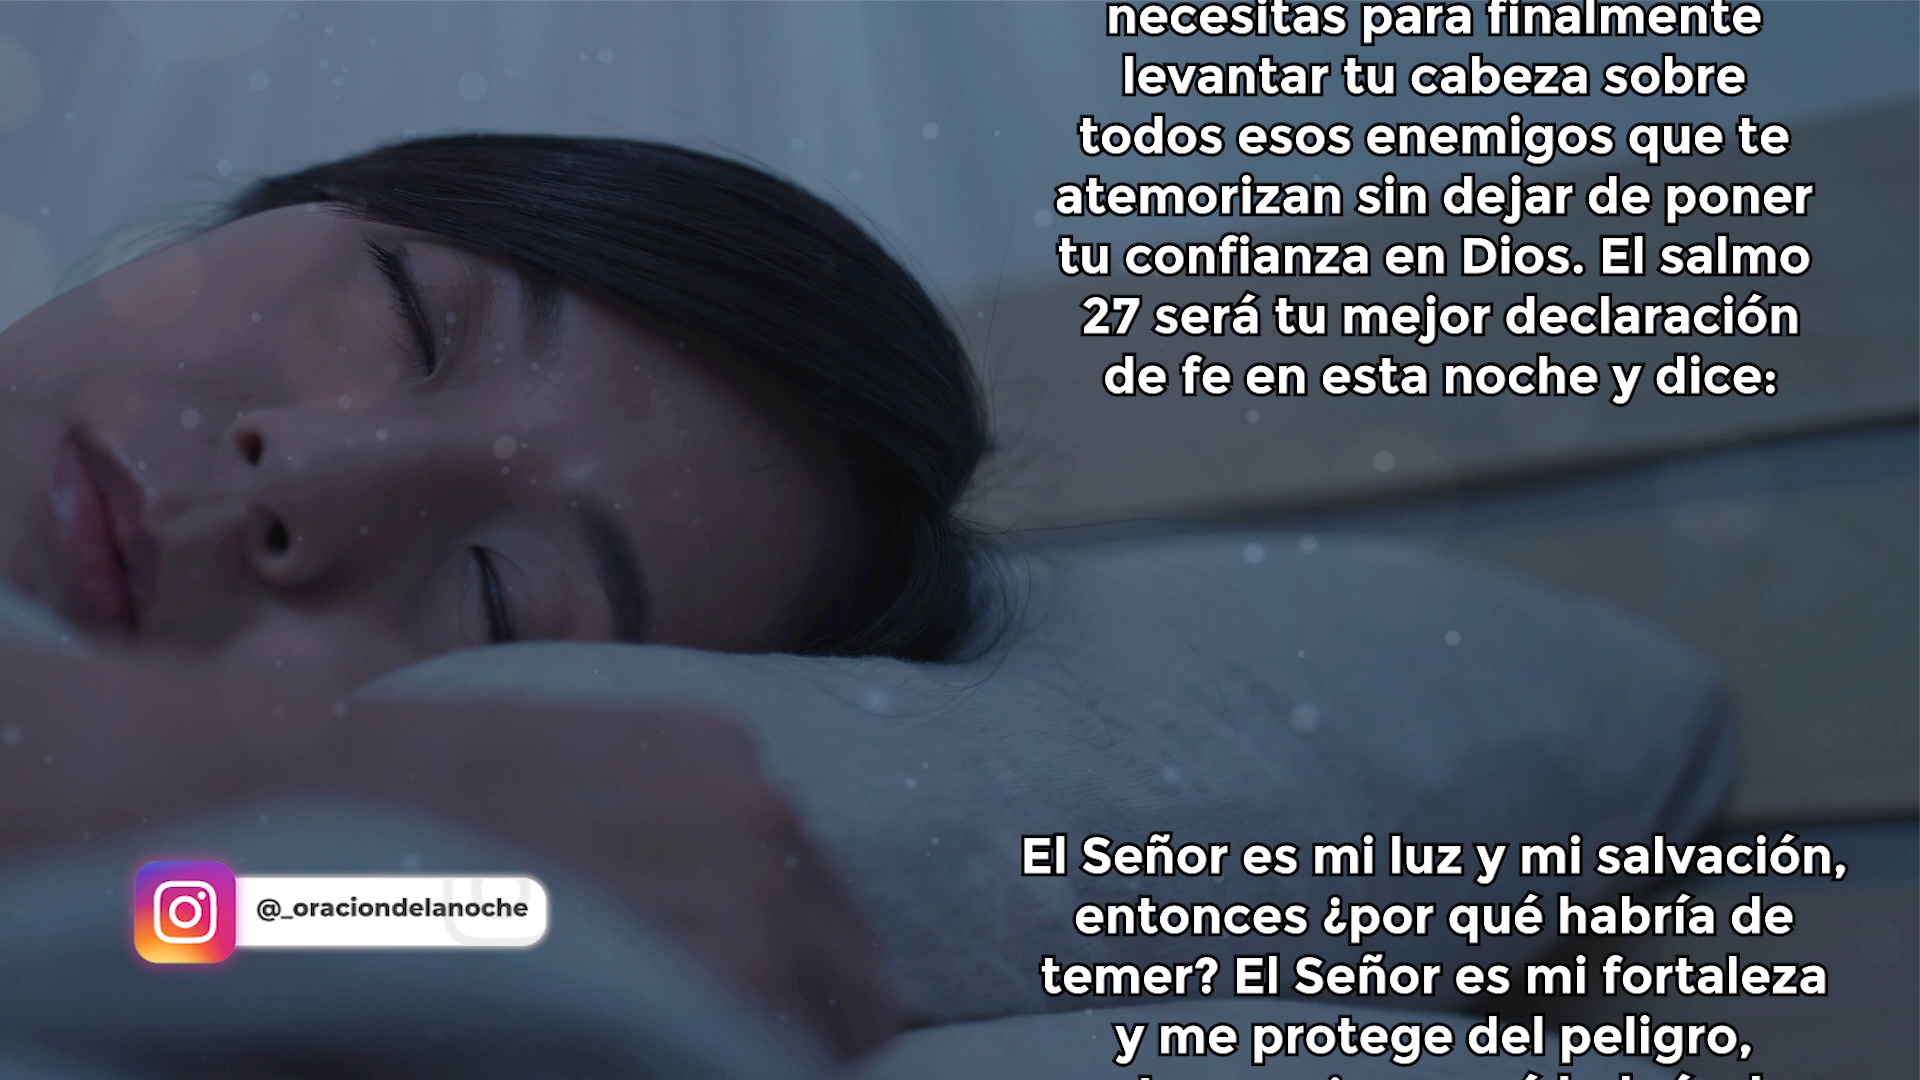 necesitas para finalmente
levantar tu cabeza sobre
todos esos enemigos que te
atemorizan sin dejar de poner
tu confianza en Dios. El salmo
27 será tu mejor declaración
de fe en esta noche y dice:
El Señor es mi luz y mi salvación,
entonces ¿por qué habría de
temer? El Señor es mi fortaleza
y me protege del peligro,
@_oraciondelanoche